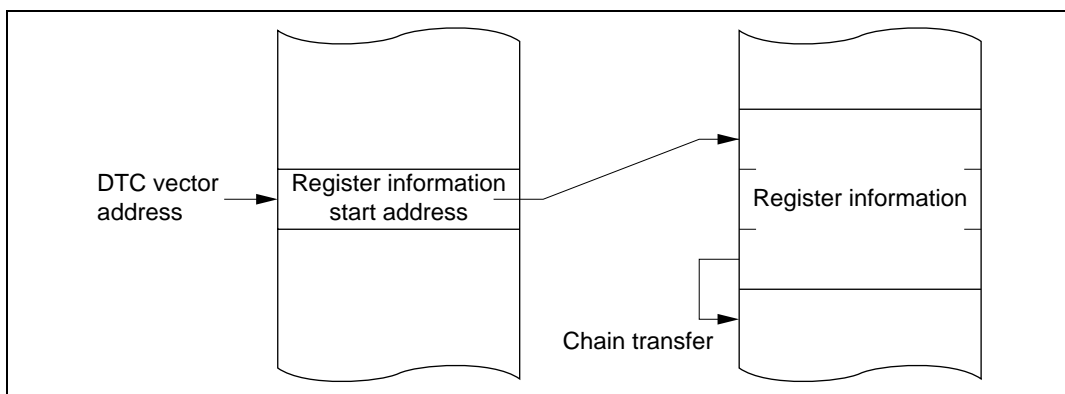 DTC vector
address
Register information
start address
Register information
Chain transfer